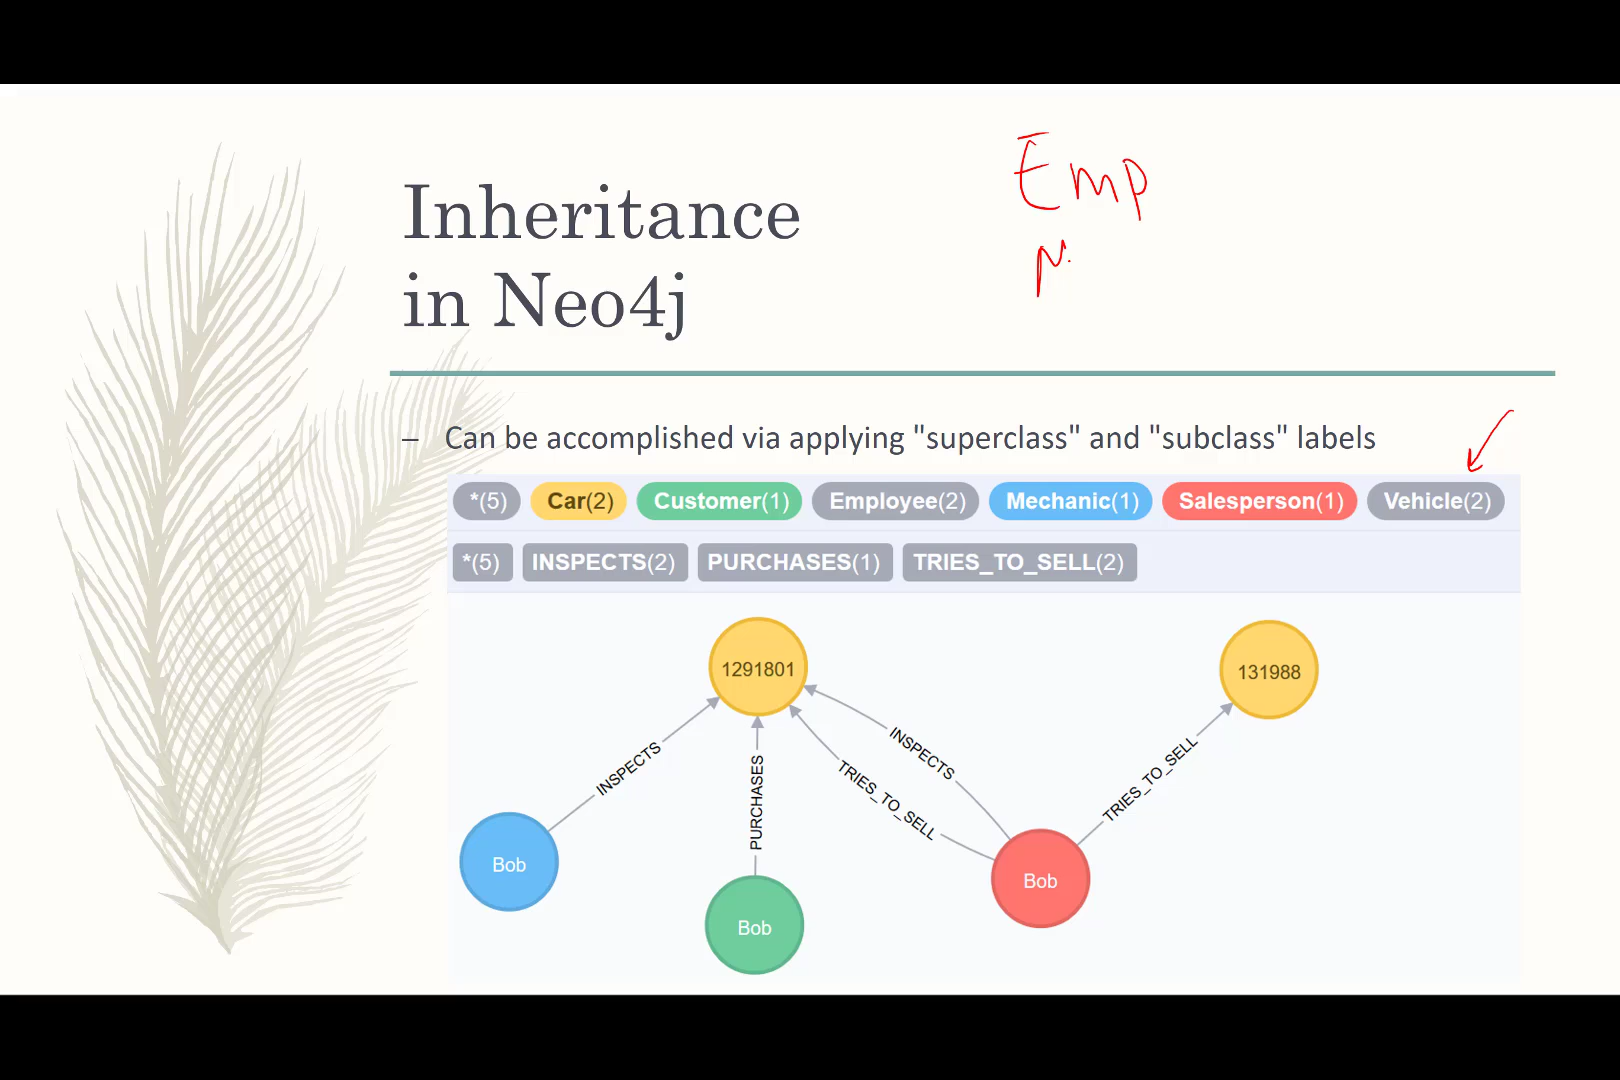 Emp
Inheritance
in Neo4j
– Can be accomplished via applying "superclass" and "subclass" labels
*(5) Car(2) Customer(1) Employee(2) Mechanic(1) Salesperson(1) Vehicle(2)
*(5) INSPECTS(2) PURCHASES(1) TRIES_TO_SELL(2)
1291801
131988
INSPECTS
PURCHASES
TRIES_TO_SELL
INSPECTS
TRIES_TO_SELL
Bob
Bob
Bob